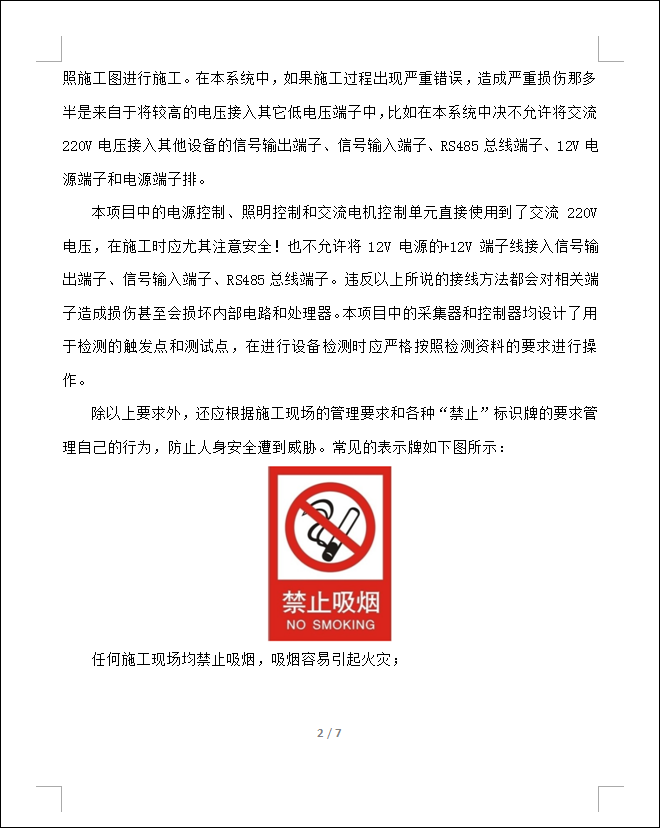 照施工图进行施工。在本系统中，如果施工过程出现严重错误，造成严重损伤那多
半是来自于将较高的电压接入其它低电压端子中，比如在本系统中决不允许将交流
220V 电压接入其他设备的信号输出端子、信号输入端子、RS485 总线端子、12V 电
源端子和电源端子排。
本项目中的电源控制、照明控制和交流电机控制单元直接使用到了交流 220V
电压，在施工时应尤其注意安全！也不允许将 12V 电源的+12V 端子线接入信号输
出端子、信号输入端子、RS485 总线端子。违反以上所说的接线方法都会对相关端
子造成损伤甚至会损坏内部电路和处理器。本项目中的采集器和控制器均设计了用
于检测的触发点和测试点，在进行设备检测时应严格按照检测资料的要求进行操
作。
除以上要求外，还应根据施工现场的管理要求和各种“禁止”标识牌的要求管
理自己的行为，防止人身安全遭到威胁。常见的表示牌如下图所示：
禁止吸烟
NO SMOKING
任何施工现场均禁止吸烟，吸烟容易引起火灾；
2 / 7